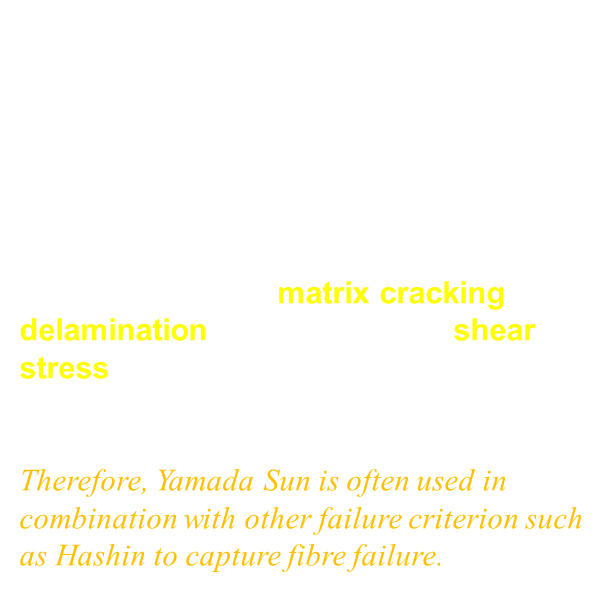 matrix cracking
delamination shear
stress
Therefore, Yamada Sun is often used in
combination with other failure criterion such
as Hashin to capture fibre failure.